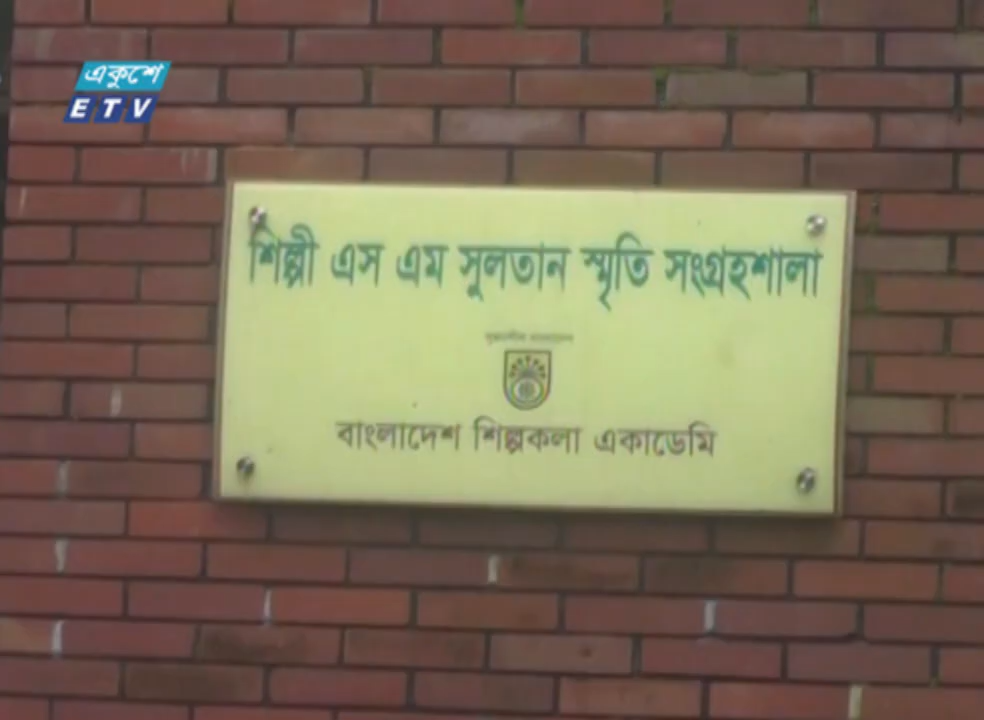 একুশে
ETV
শিল্পী এস এম সুলতান স্মৃতি সংগ্রহশালা
বাংলাদেশ শিল্পকলা একাডেমি